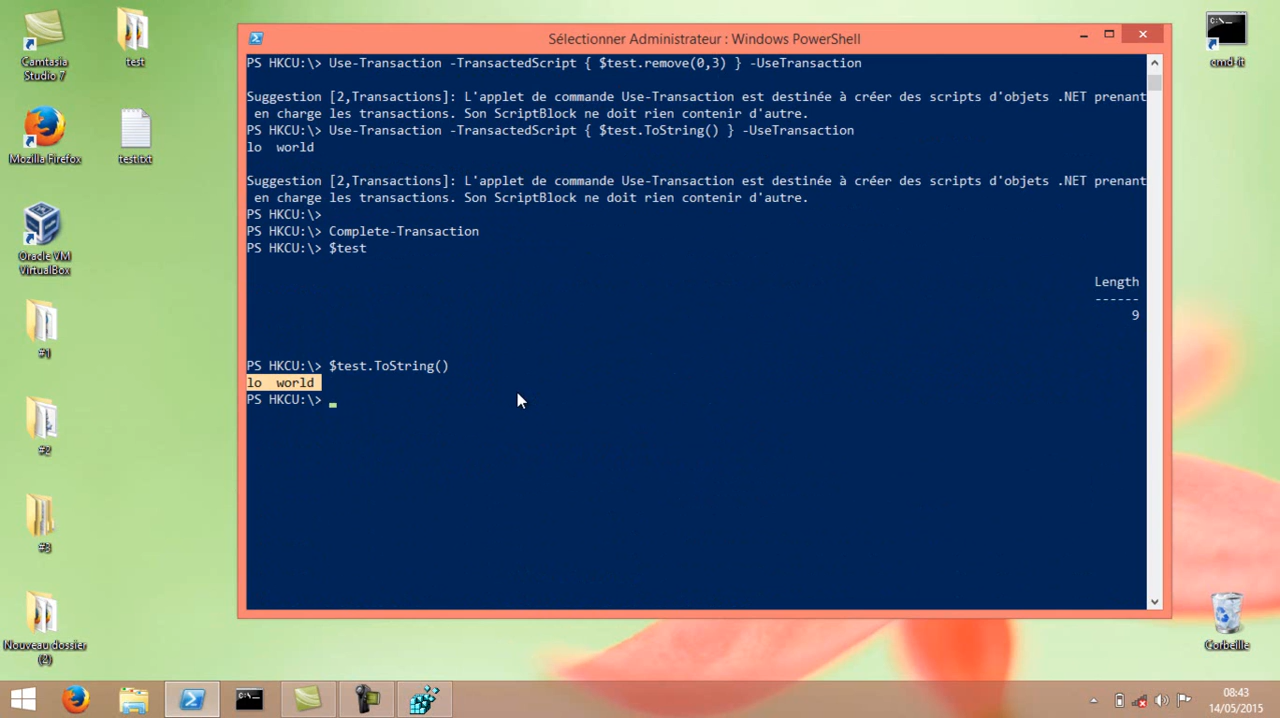 Camtasia
Studio 7
test
Mozilla Firefox
test.txt
Oracle VM
VirtualBox
#1
#2
#3
Nouveau dossier
(2)
Sélectionner Administrateur : Windows PowerShell
PS HKCU:\> Use-Transaction -TransactedScript { $test.remove(0,3) } -UseTransaction
Suggestion [2,Transactions]: L'applet de commande Use-Transaction est destinée à créer des scripts d'objets .NET prenant
en charge les transactions. Son ScriptBlock ne doit rien contenir d'autre.
PS HKCU:\> Use-Transaction -TransactedScript { $test.ToString() } -UseTransaction
lo  world
Suggestion [2,Transactions]: L'applet de commande Use-Transaction est destinée à créer des scripts d'objets .NET prenant
en charge les transactions. Son ScriptBlock ne doit rien contenir d'autre.
PS HKCU:\>
PS HKCU:\> Complete-Transaction
PS HKCU:\> $test
Length
------
9
PS HKCU:\> $test.ToString()
lo  world
PS HKCU:\>
C:\_
cmd-it
Corbeille
C:\_
08:43
14/05/2015